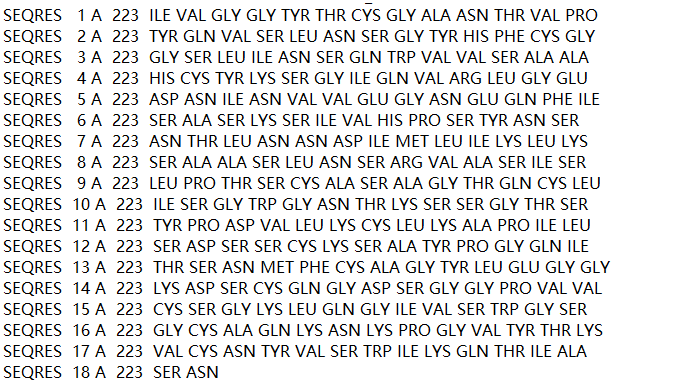 SEQRES 1 A 223 ILE VAL GLY GLY TYR THR CYS GLY ALA ASN THR VAL PRO
SEQRES 2 A 223 TYR GLN VAL SER LEU ASN SER GLY TYR HIS PHE CYS GLY
SEQRES 3 A 223 GLY SER LEU ILE ASN SER GLN TRP VAL VAL SER ALA ALA
SEQRES 4 A 223 HIS CYS TYR LYS SER GLY ILE GLN VAL ARG LEU GLY GLU
SEQRES 5 A 223 ASP ASN ILE ASN VAL VAL GLU GLY ASN GLU GLN PHE ILE
SEQRES 6 A 223 SER ALA SER LYS SER ILE VAL HIS PRO SER TYR ASN SER
SEQRES 7 A 223 ASN THR LEU ASN ASN ASP ILE MET LEU ILE LYS LEU LYS
SEQRES 8 A 223 SER ALA ALA SER LEU ASN SER ARG VAL ALA SER ILE SER
SEQRES 9 A 223 LEU PRO THR SER CYS ALA SER ALA GLY THR GLN CYS LEU
SEQRES 10 A 223 ILE SER GLY TRP GLY ASN THR LYS SER SER GLY THR SER
SEQRES 11 A 223 TYR PRO ASP VAL LEU LYS CYS LEU LYS ALA PRO ILE LEU
SEQRES 12 A 223 SER ASP SER SER CYS LYS SER ALA TYR PRO GLY GLN ILE
SEQRES 13 A 223 THR SER ASN MET PHE CYS ALA GLY TYR LEU GLU GLY GLY
SEQRES 14 A 223 LYS ASP SER CYS GLN GLY ASP SER GLY GLY PRO VAL VAL
SEQRES 15 A 223 CYS SER GLY LYS LEU GLN GLY ILE VAL SER TRP GLY SER
SEQRES 16 A 223 GLY CYS ALA GLN LYS ASN LYS PRO GLY VAL TYR THR LYS
SEQRES 17 A 223 VAL CYS ASN TYR VAL SER TRP ILE LYS GLN THR ILE ALA
SEQRES 18 A 223 SER ASN